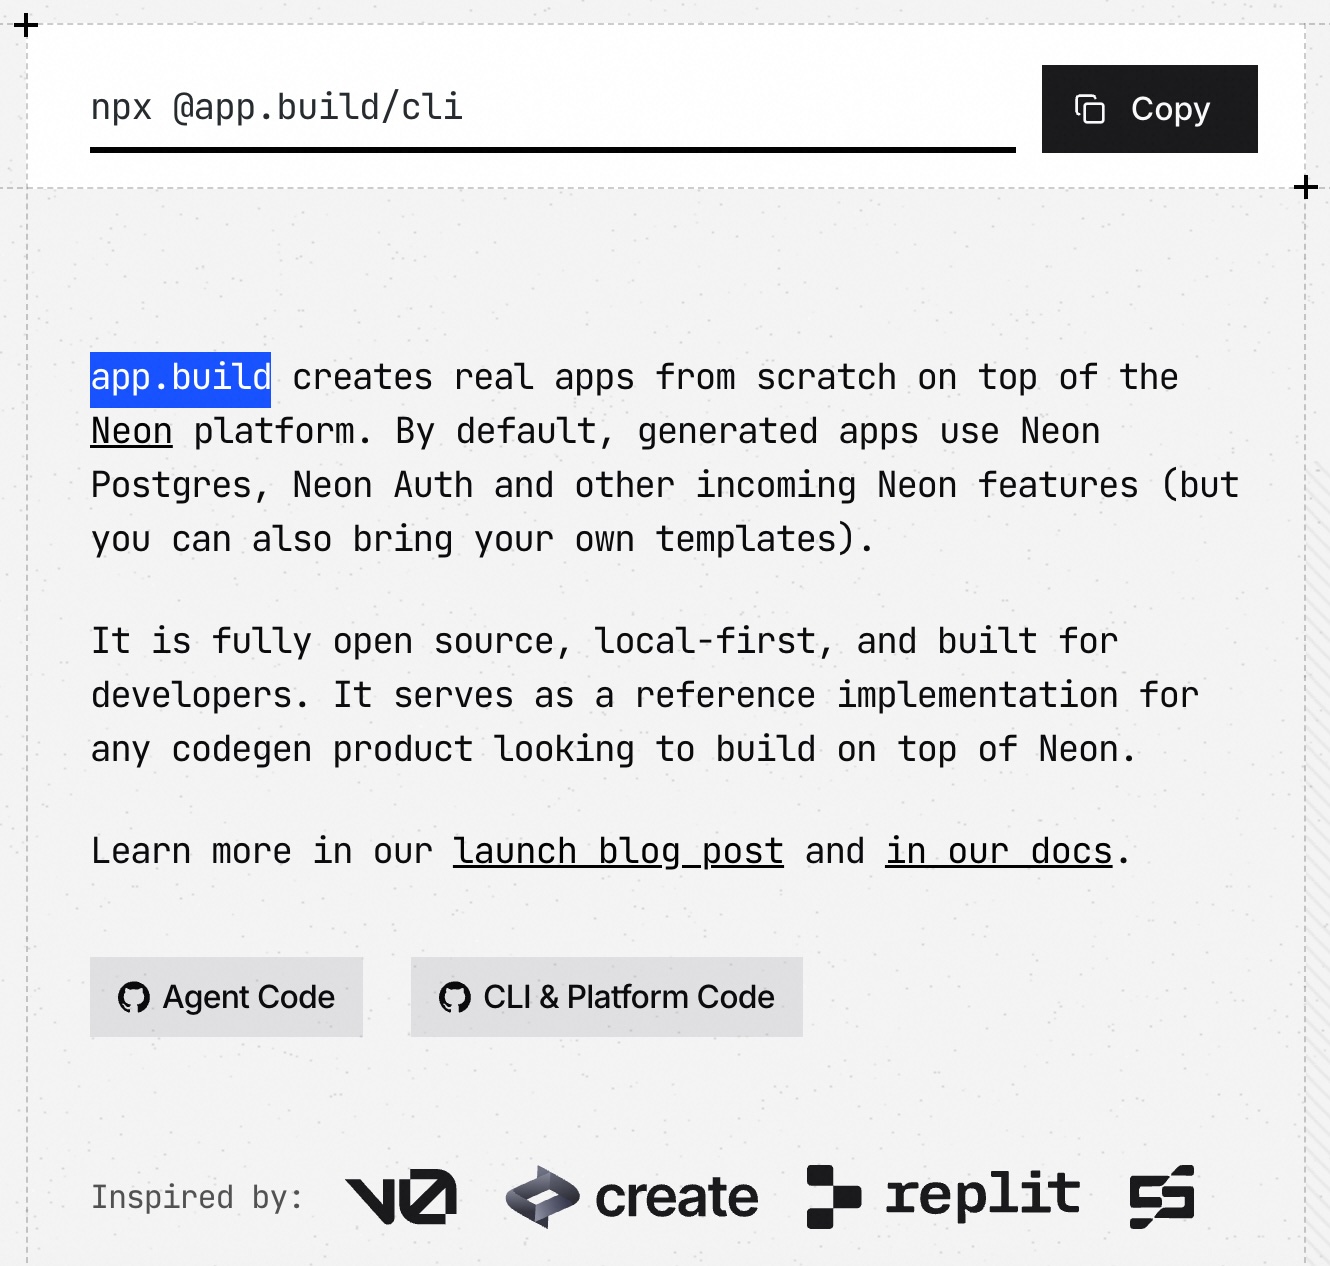 npx @app.build/cli
Copy
app.build creates real apps from scratch on top of the
Neon platform. By default, generated apps use Neon
Postgres, Neon Auth and other incoming Neon features (but
you can also bring your own templates).
It is fully open source, local-first, and built for
developers. It serves as a reference implementation for
any codegen product looking to build on top of Neon.
Learn more in our launch blog post and in our docs.
Agent Code
CLI & Platform Code
Inspired by: v0 create replit